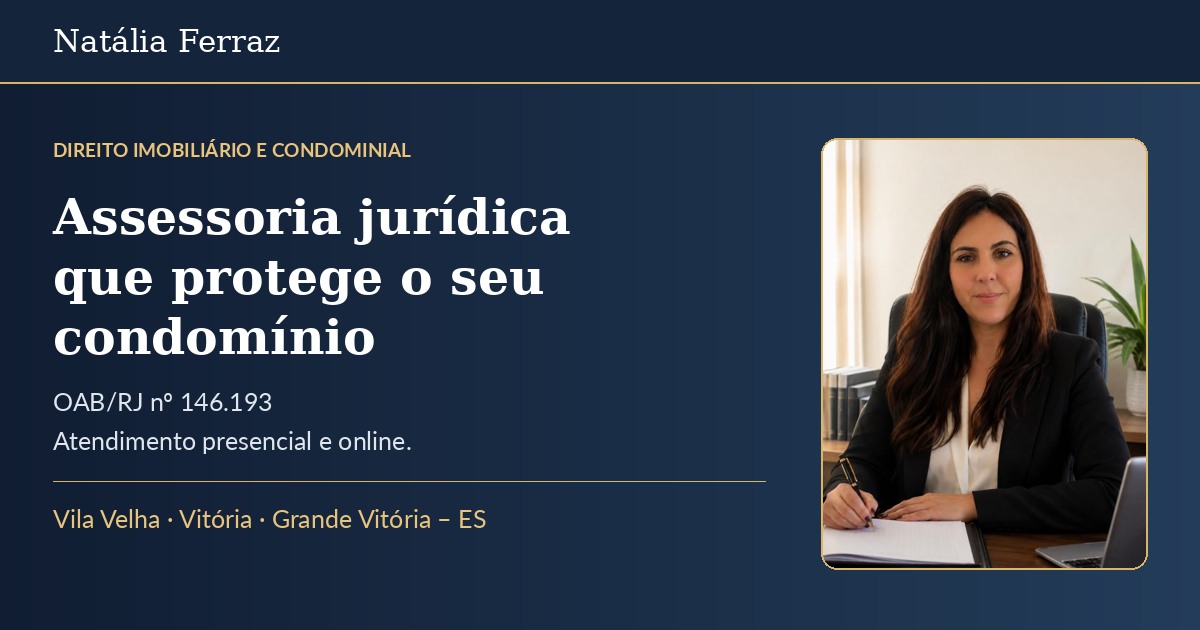 Natália Ferraz
DIREITO IMOBILIÁRIO E CONDOMINIAL
Assessoria jurídica
que protege o seu
condomínio
OAB/RJ nº 146.193
Atendimento presencial e online.
Vila Velha · Vitória · Grande Vitória – ES